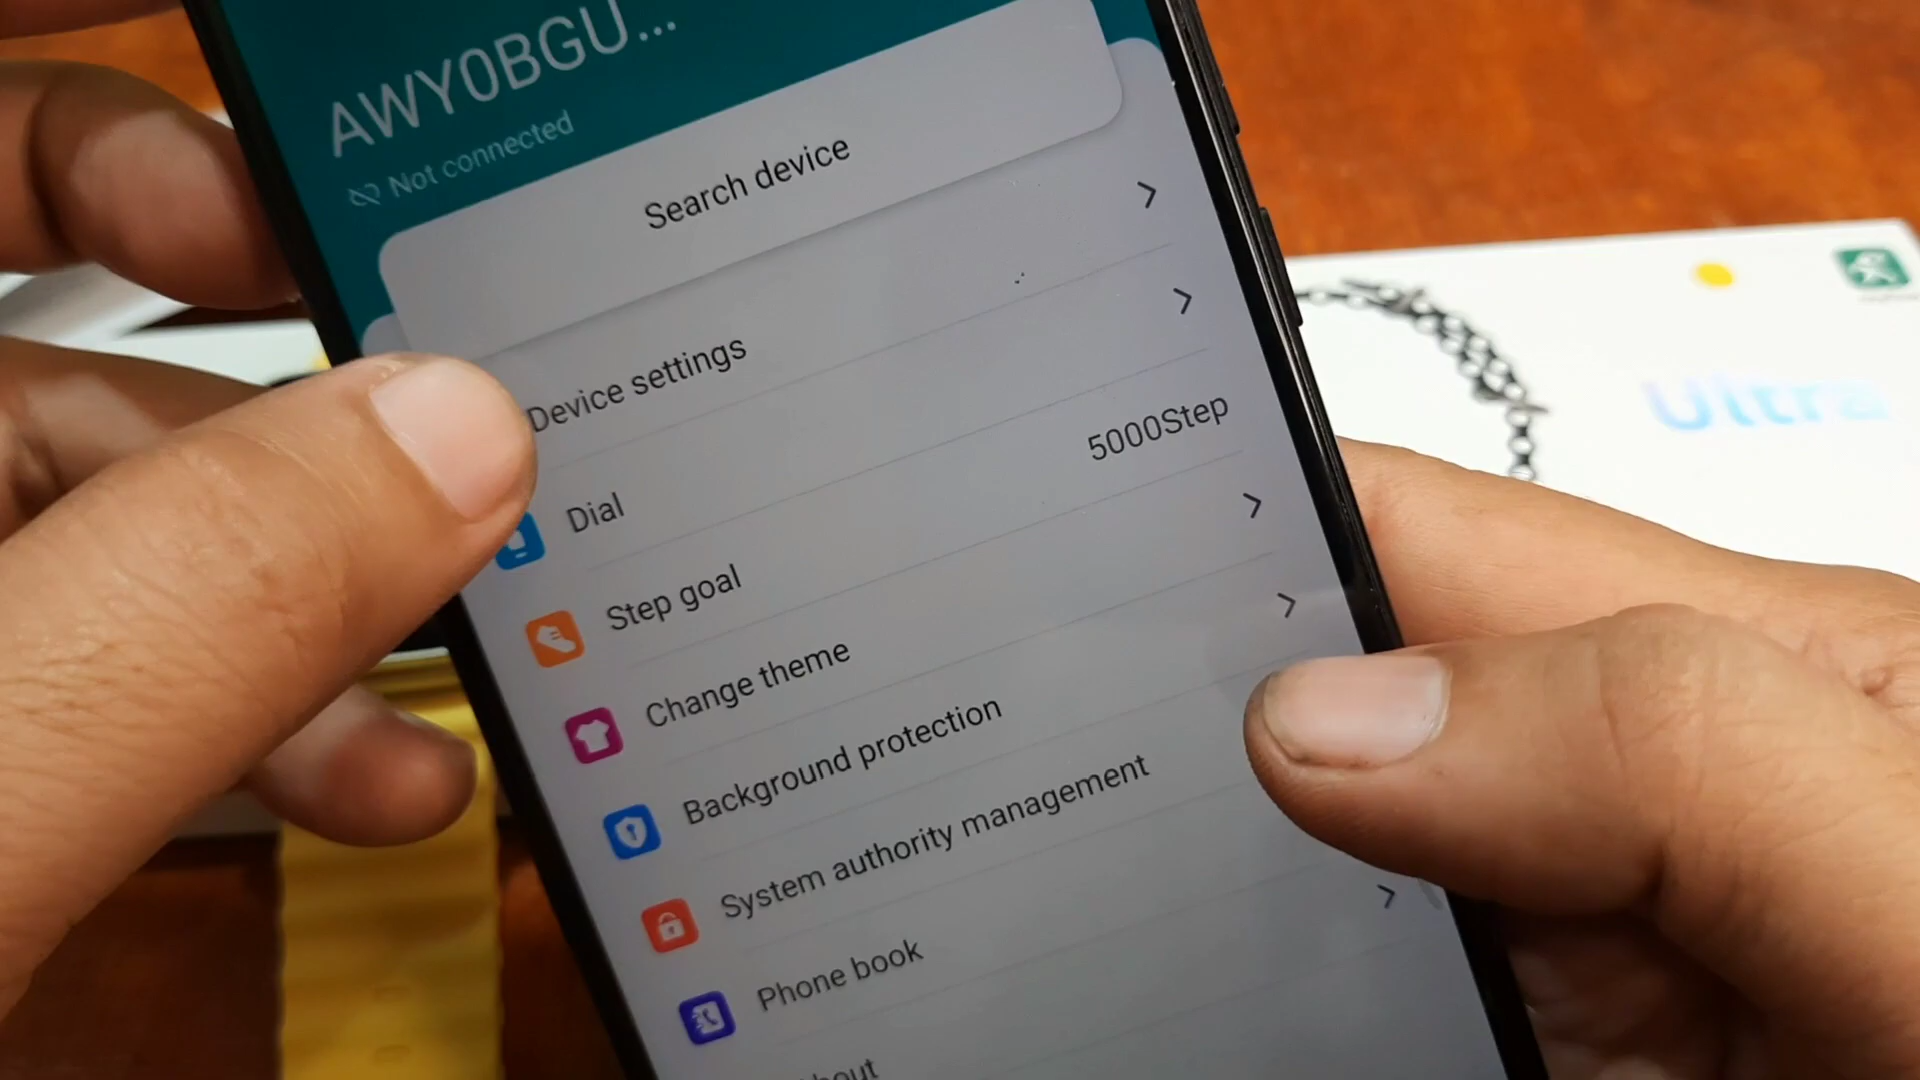 AWY0BGU...
Not connected
Search device
Device settings
Dial
Step goal
5000Step
Change theme
Background protection
System authority management
Phone book
Ultra